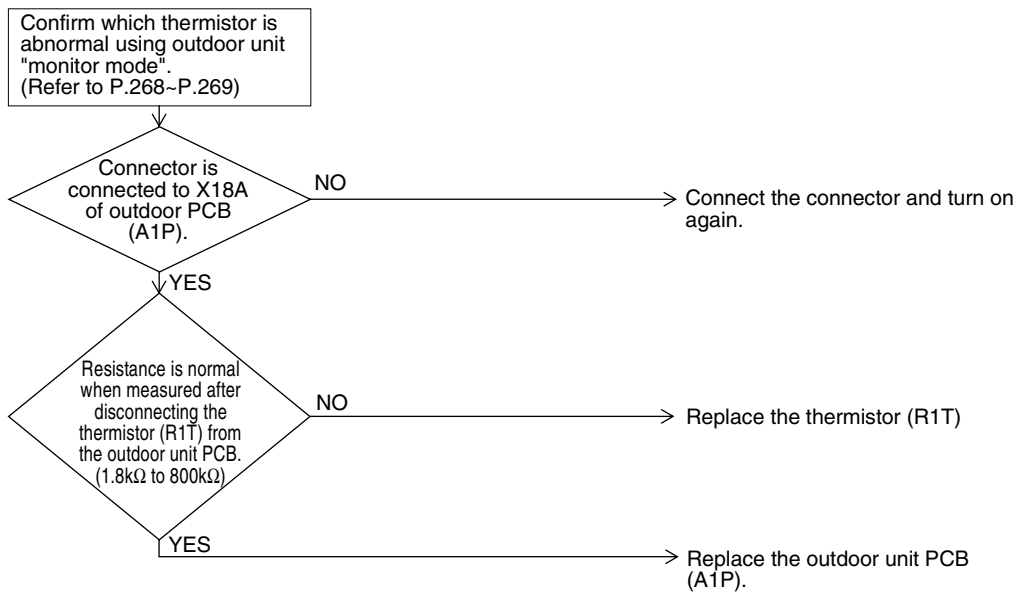 Confirm which thermistor is
abnormal using outdoor unit
"monitor mode".
(Refer to P.268~P.269)
Connector is
connected to X18A
of outdoor PCB
(A1P).
NO
Connect the connector and turn on
again.
YES
Resistance is normal
when measured after
disconnecting the
thermistor (R1T) from
the outdoor unit PCB.
(1.8kΩ to 800kΩ)
NO
Replace the thermistor (R1T)
YES
Replace the outdoor unit PCB
(A1P).